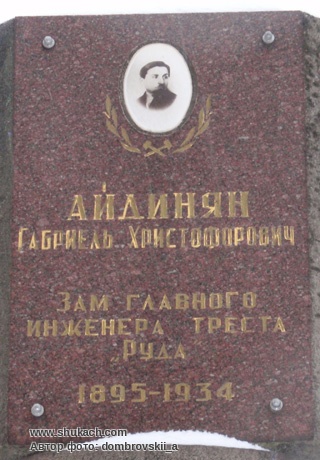 АЙДИНЯН
ГАБРИЕЛЬ ХРИСТОФОРОВИЧ
ЗАМ ГЛАВНОГО
ИНЖЕНЕРА ТРЕСТА
„РУДА
1895-1934
www.shukach.com
Автор фото: dombrovskii_a